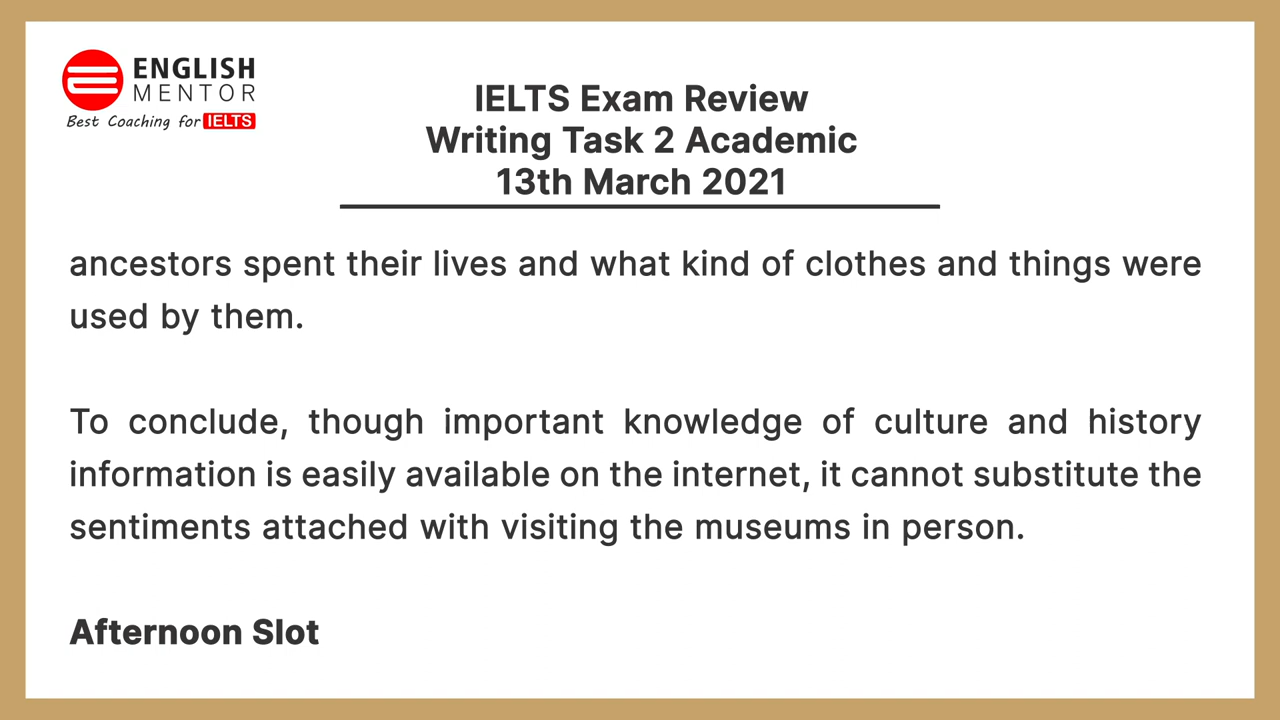 ENGLISH
MENTOR
Best Coaching for IELTS
IELTS Exam Review
Writing Task 2 Academic
13th March 2021
ancestors spent their lives and what kind of clothes and things were
used by them.
To conclude, though important knowledge of culture and history
information is easily available on the internet, it cannot substitute the
sentiments attached with visiting the museums in person.
Afternoon Slot